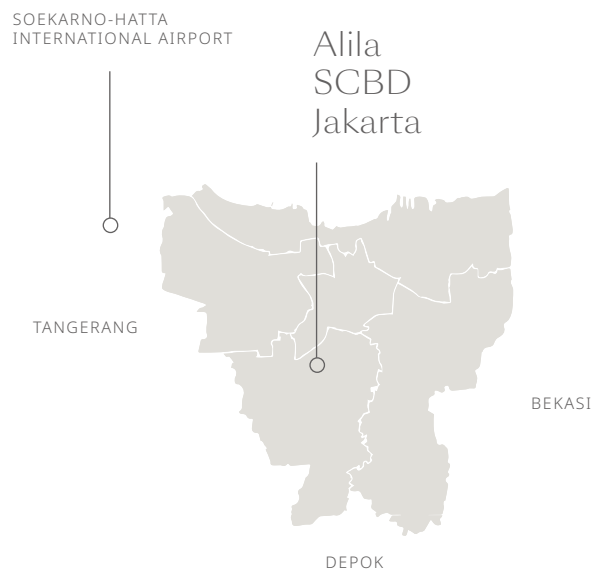 SOEKARNO-HATTA
INTERNATIONAL AIRPORT
Alila
SCBD
Jakarta
TANGERANG
BEKASI
DEPOK